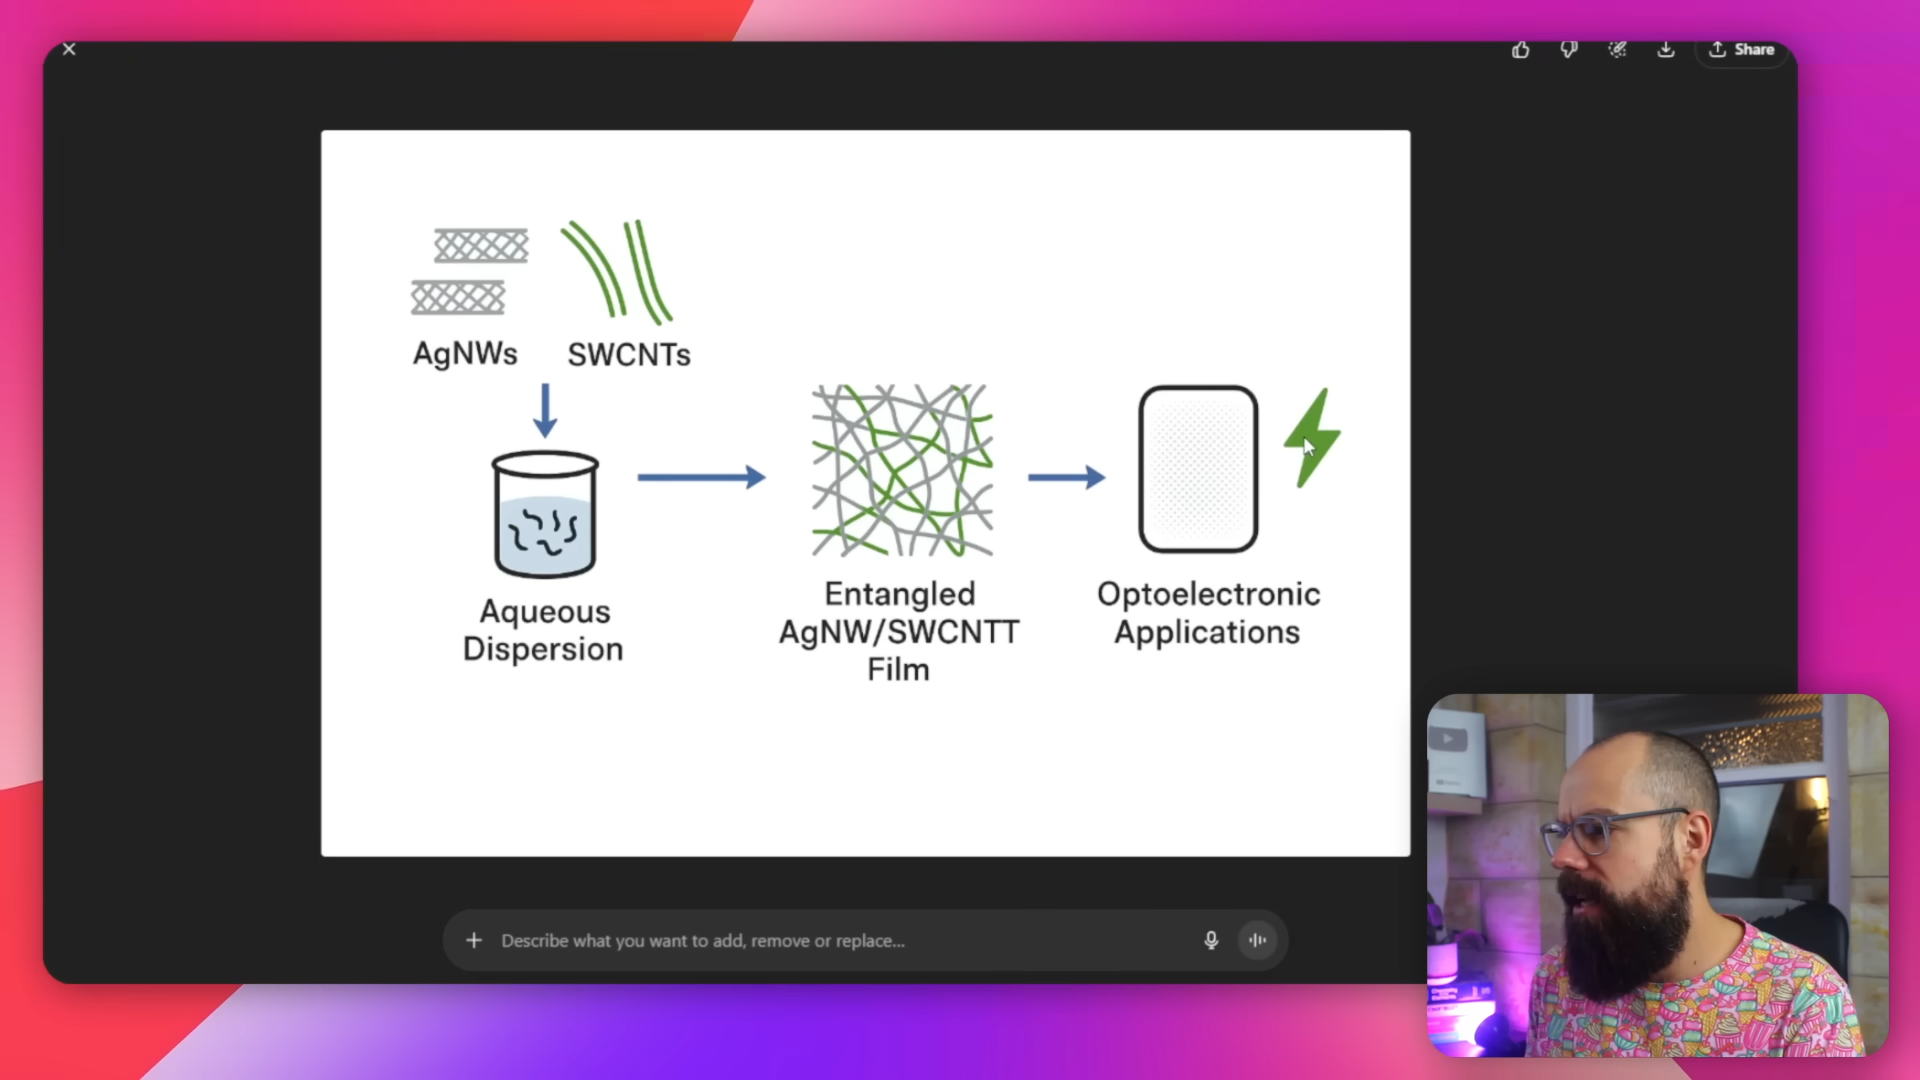 Share
AgNWs
SWCNTs
Aqueous
Dispersion
Entangled
AgNW/SWCNTT
Film
Optoelectronic
Applications
Describe what you want to add, remove or replace...